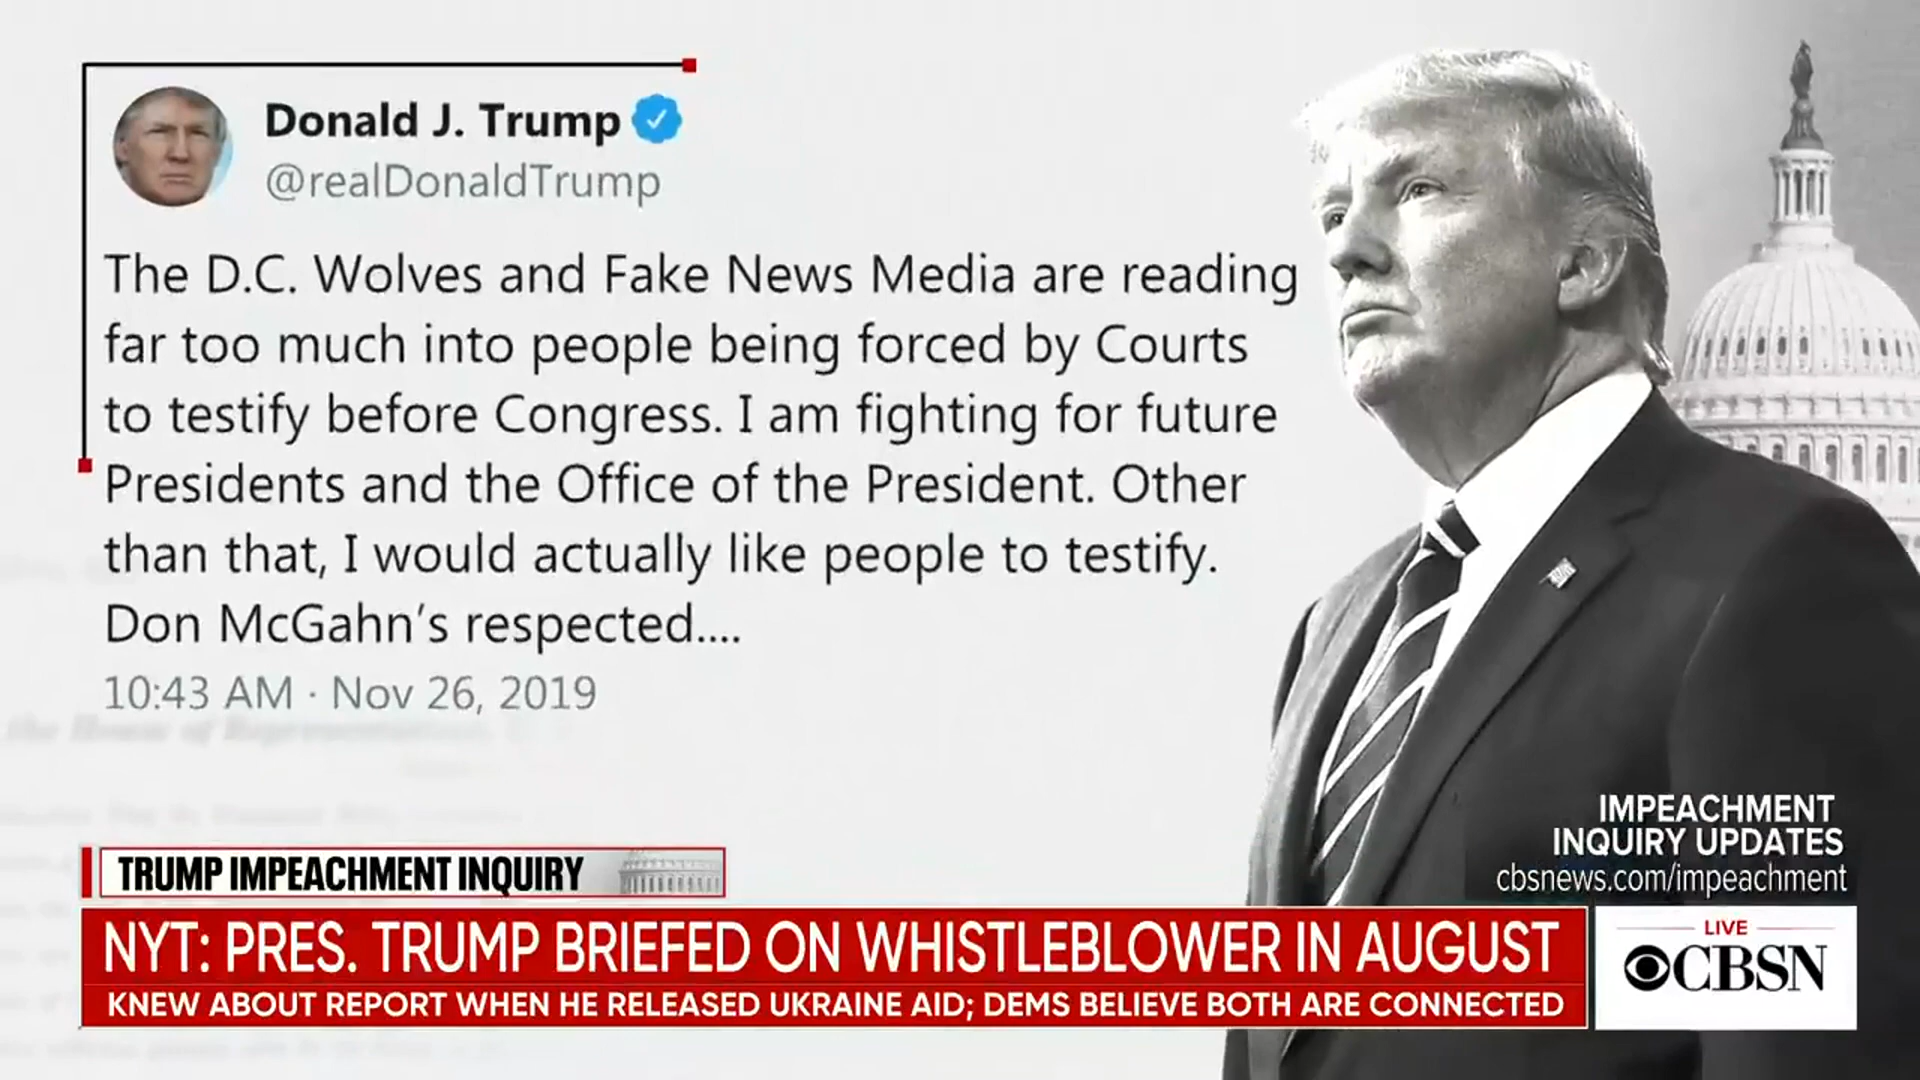 Donald J. Trump
@realDonaldTrump
The D.C. Wolves and Fake News Media are reading
far too much into people being forced by Courts
to testify before Congress. I am fighting for future
Presidents and the Office of the President. Other
than that, I would actually like people to testify.
Don McGahn’s respected....
10:43 AM · Nov 26, 2019
the House of Representatives
IMPEACHMENT
INQUIRY UPDATES
cbsnews.com/impeachment
TRUMP IMPEACHMENT INQUIRY
NYT: PRES. TRUMP BRIEFED ON WHISTLEBLOWER IN AUGUST
KNEW ABOUT REPORT WHEN HE RELEASED UKRAINE AID; DEMS BELIEVE BOTH ARE CONNECTED
LIVE
CBSN